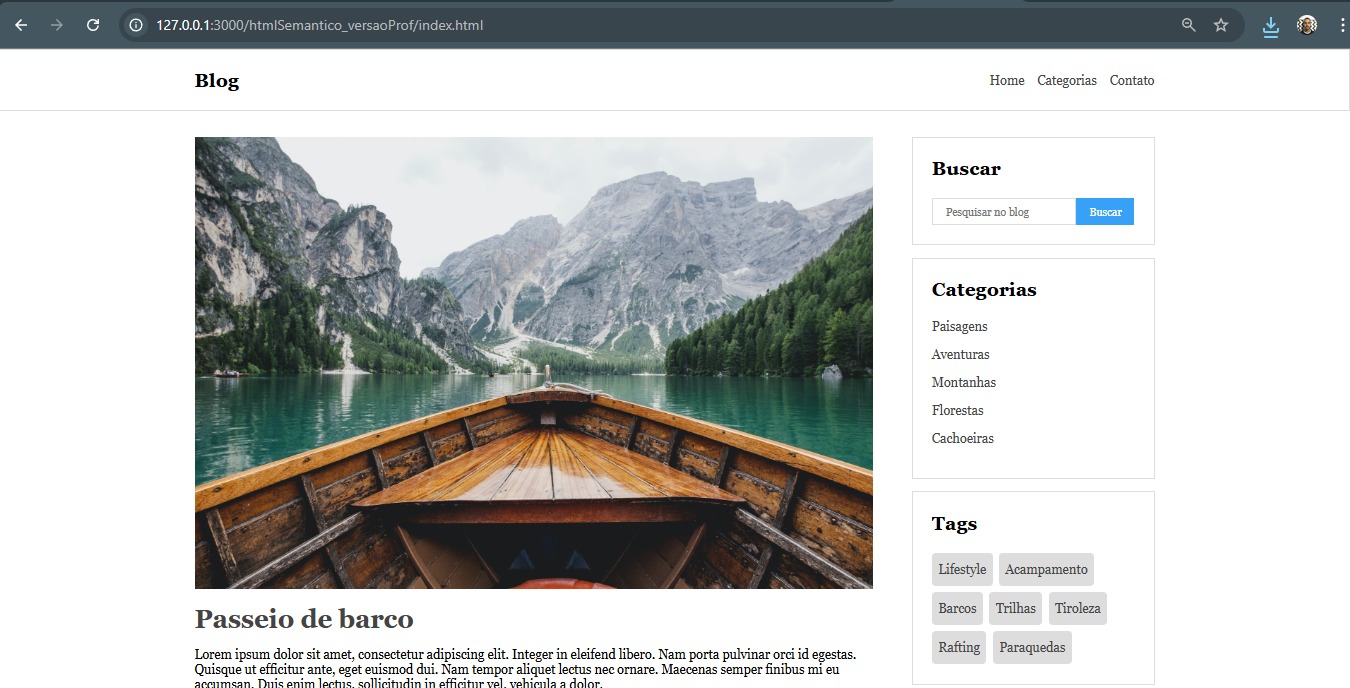 127.0.0.1:3000/htmlSemantico_versaoProf/index.html
Blog
Home Categorias Contato
Buscar
Pesquisar no blog Buscar
Categorias
Paisagens
Aventuras
Montanhas
Florestas
Cachoeiras
Tags
Lifestyle Acampamento
Barcos Trilhas Tiroleza
Rafting Paraquedas
Passeio de barco
Lorem ipsum dolor sit amet, consectetur adipiscing elit. Integer in eleifend libero. Nam porta pulvinar orci id egestas.
Quisque ut efficitur ante, eget euismod dui. Nam tempor aliquet lectus nec ornare. Maecenas semper finibus mi eu
accumsan. Duis enim lectus, sollicitudin in efficitur vel, vehicula a dolor.